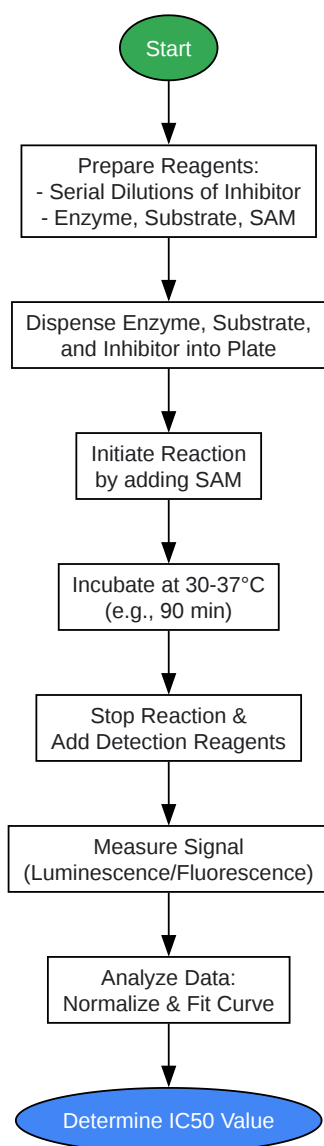 Start
Prepare Reagents:
- Serial Dilutions of Inhibitor
- Enzyme, Substrate, SAM
Dispense Enzyme, Substrate,
and Inhibitor into Plate
Initiate Reaction
by adding SAM
Incubate at 30-37°C
(e.g., 90 min)
Stop Reaction &
Add Detection Reagents
Measure Signal
(Luminescence/Fluorescence)
Analyze Data:
Normalize & Fit Curve
Determine IC50 Value